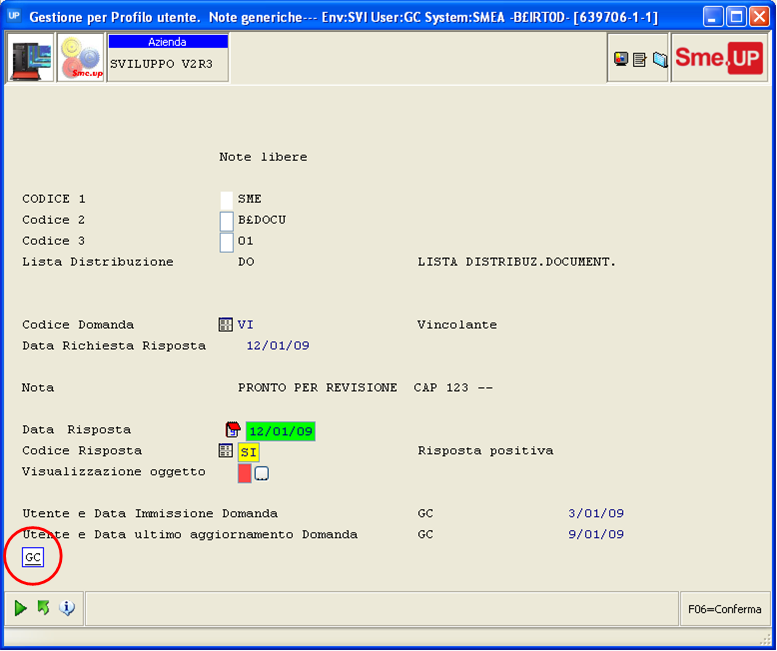 UP Gestione per Profilo utente. Note generiche--- Env:SVI User:GC System:SMEA -B£IRT0D- [639706-1-1]
Sme.up
Azienda
SVILUPPO V2R3
Sme.UP
Note libere
CODICE 1 SME
Codice 2 B£DOCU
Codice 3 01
Lista Distribuzione DO LISTA DISTRIBUZ.DOCUMENT.
Codice Domanda VI Vincolante
Data Richiesta Risposta 12/01/09
Nota PRONTO PER REVISIONE CAP 123 --
Data Risposta 12/01/09
Codice Risposta SI Risposta positiva
Visualizzazione oggetto
Utente e Data Immissione Domanda GC 3/01/09
Utente e Data ultimo aggiornamento Domanda GC 9/01/09
GC
F06=Conferma